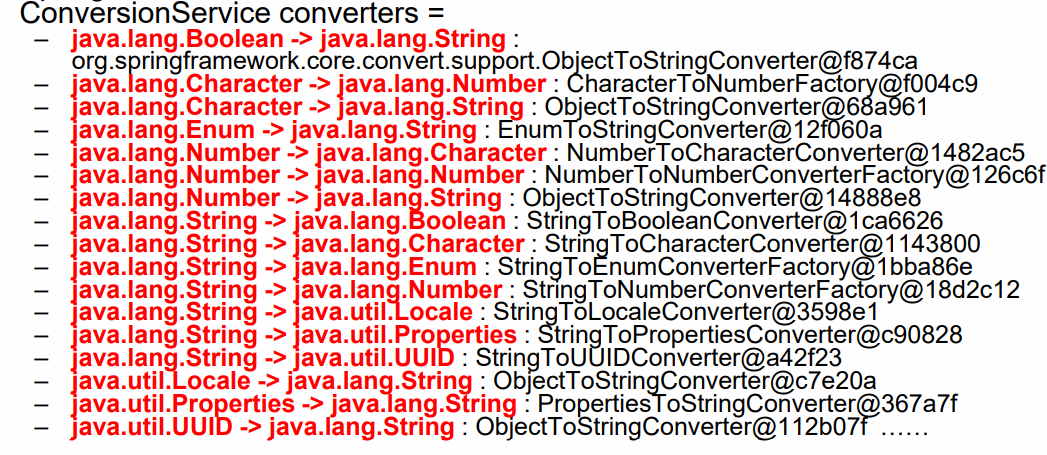 ConversionService converters =
– java.lang.Boolean -> java.lang.String :
org.springframework.core.convert.support.ObjectToStringConverter@f874ca
– java.lang.Character -> java.lang.Number : CharacterToNumberFactory@f004c9
– java.lang.Character -> java.lang.String : ObjectToStringConverter@68a961
– java.lang.Enum -> java.lang.String : EnumToStringConverter@12f060a
– java.lang.Number -> java.lang.Character : NumberToCharacterConverter@1482ac5
– java.lang.Number -> java.lang.Number : NumberToNumberConverterFactory@126c6f
– java.lang.Number -> java.lang.String : ObjectToStringConverter@14888e8
– java.lang.String -> java.lang.Boolean : StringToBooleanConverter@1ca6626
– java.lang.String -> java.lang.Character : StringToCharacterConverter@1143800
– java.lang.String -> java.lang.Enum : StringToEnumConverterFactory@1bba86e
– java.lang.String -> java.lang.Number : StringToNumberConverterFactory@18d2c12
– java.lang.String -> java.util.Locale : StringToLocaleConverter@3598e1
– java.lang.String -> java.util.Properties : StringToPropertiesConverter@c90828
– java.lang.String -> java.util.UUID : StringToUUIDConverter@a42f23
– java.util.Locale -> java.lang.String : ObjectToStringConverter@c7e20a
– java.util.Properties -> java.lang.String : PropertiesToStringConverter@367a7f
– java.util.UUID -> java.lang.String : ObjectToStringConverter@112b07f ……